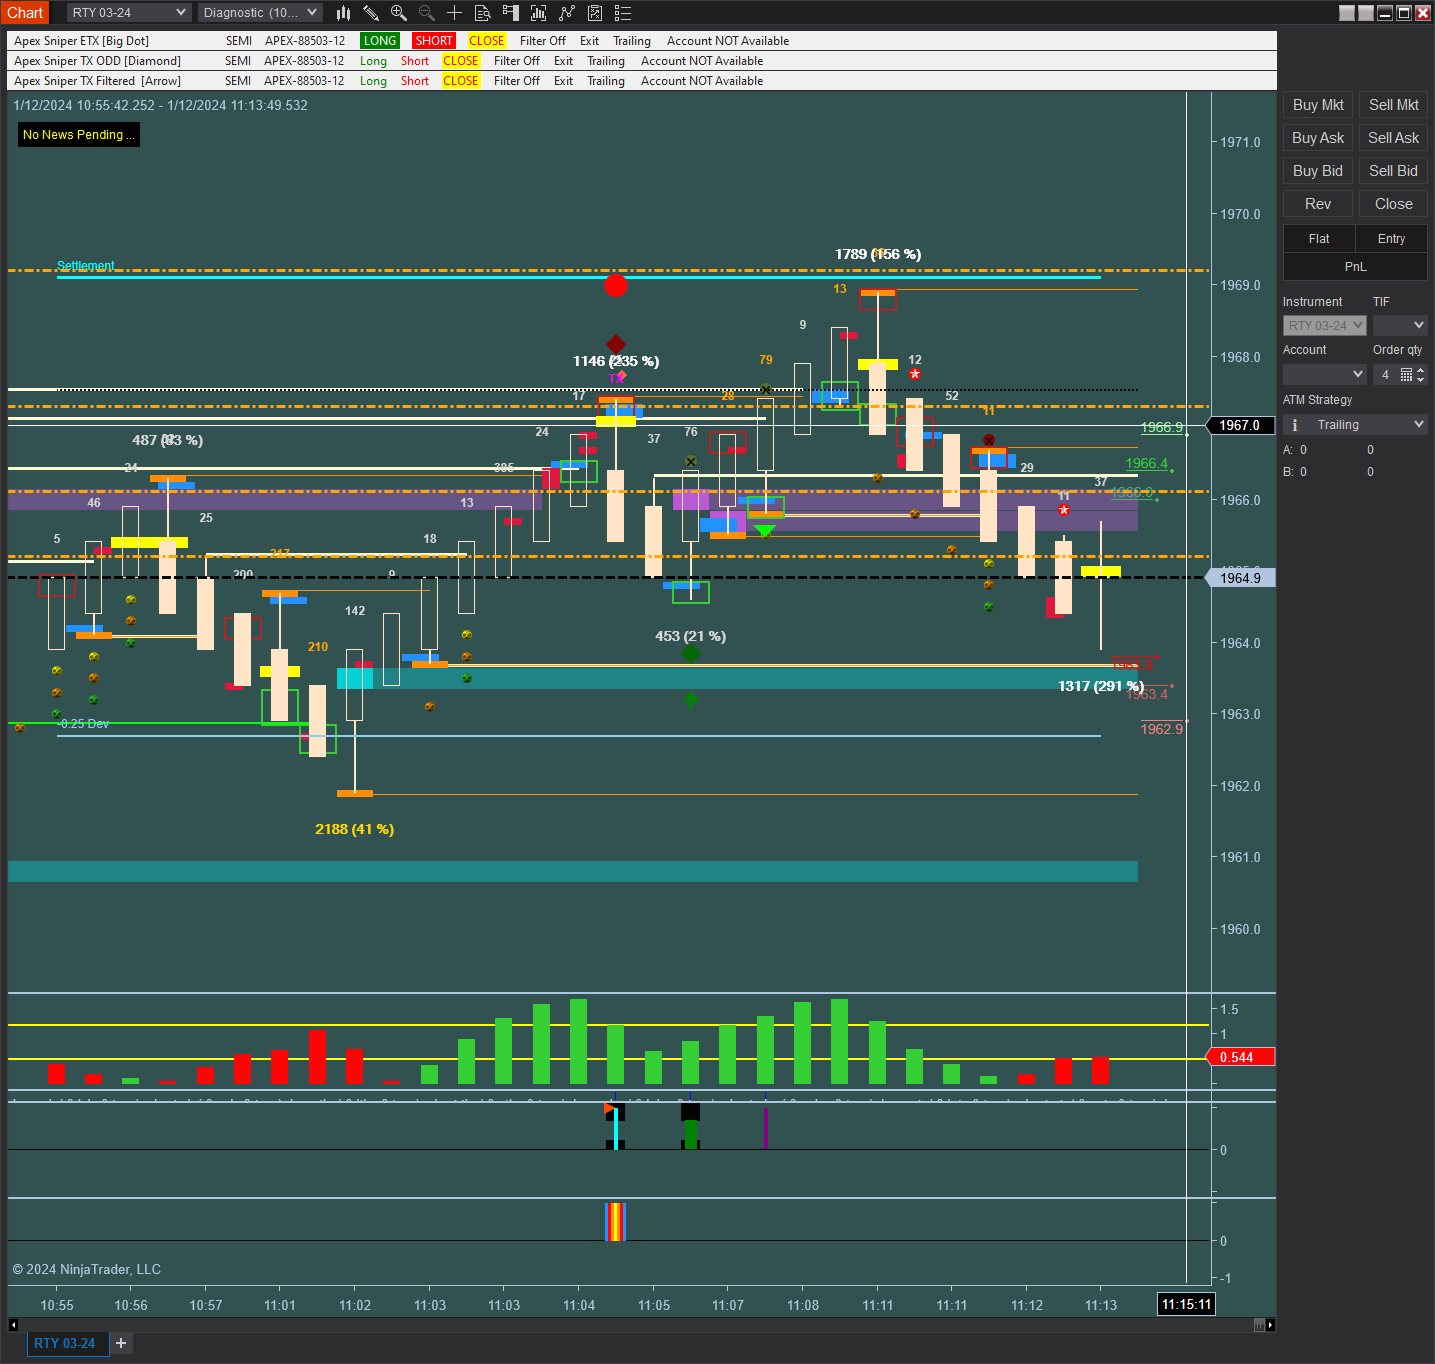 Chart
RTY 03-24
Diagnostic (10...
Apex Sniper ETX [Big Dot] SEMI APEX-88503-12 LONG SHORT CLOSE Filter Off Exit Trailing Account NOT Available
Apex Sniper TX ODD [Diamond] SEMI APEX-88503-12 Long Short CLOSE Filter Off Exit Trailing Account NOT Available
Apex Sniper TX Filtered [Arrow] SEMI APEX-88503-12 Long Short CLOSE Filter Off Exit Trailing Account NOT Available
1/12/2024 10:55:42.252 - 1/12/2024 11:13:49.532
No News Pending ...
Buy Mkt Sell Mkt
Buy Ask Sell Ask
Buy Bid Sell Bid
Rev Close
Flat Entry
PnL
Instrument TIF
RTY 03-24
Account Order qty
4
ATM Strategy
Trailing
A: 0 0
B: 0 0
1971.0
1970.0
1969.0
1968.0
1967.0
1966.0
1964.9
1964.0
1963.0
1962.0
1961.0
1960.0
Settlement
1789 (156 %)
13
9
1146 (235 %)
TX
79
12
17
28
52
11
487 (83 %)
24
37
76
1966.9
24
395
1966.4
29
37
46
25
13
11
1966.0
5
18
217
200
9
142
210
453 (21 %)
1963.8
1317 (291 %)
1963.4
-0.25 Dev
1962.9
2188 (41 %)
1.5
1
0.544
0
0
-1
© 2024 NinjaTrader, LLC
10:55 10:56 10:57 11:01 11:02 11:03 11:03 11:04 11:05 11:07 11:08 11:11 11:11 11:12 11:13 11:15:11
RTY 03-24 +